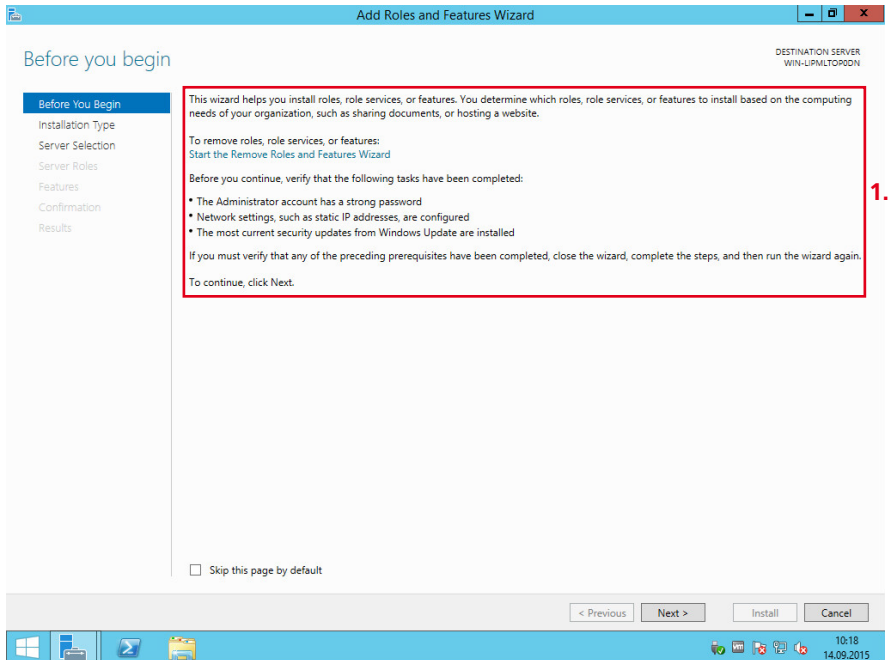 Add Roles and Features Wizard
Before you begin
DESTINATION SERVER
WIN-LIPMLTOP0DN
Before You Begin
Installation Type
Server Selection
Server Roles
Features
Confirmation
Results
This wizard helps you install roles, role services, or features. You determine which roles, role services, or features to install based on the computing
needs of your organization, such as sharing documents, or hosting a website.
To remove roles, role services, or features:
Start the Remove Roles and Features Wizard
Before you continue, verify that the following tasks have been completed:
• The Administrator account has a strong password
• Network settings, such as static IP addresses, are configured
• The most current security updates from Windows Update are installed
If you must verify that any of the preceding prerequisites have been completed, close the wizard, complete the steps, and then run the wizard again.
To continue, click Next.
1.
Skip this page by default
< Previous
Next >
Install
Cancel
10:18
14.09.2015